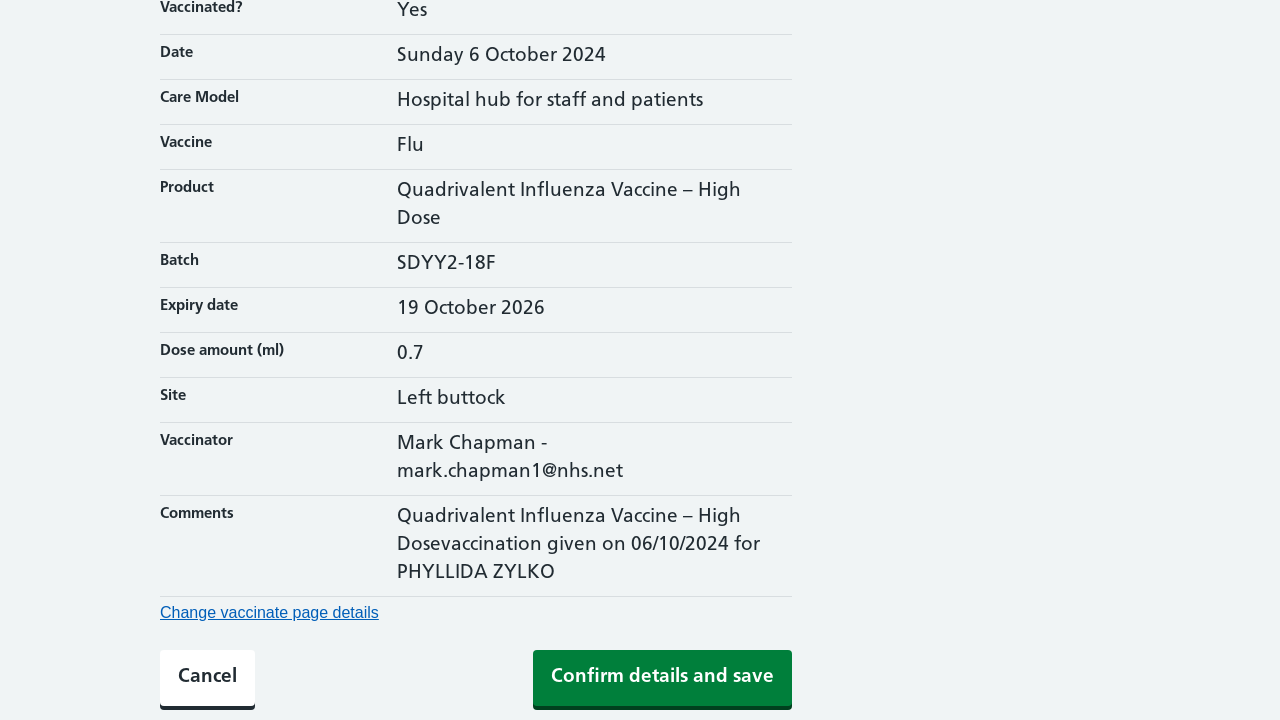 Vaccinated? Yes
Date Sunday 6 October 2024
Care Model Hospital hub for staff and patients
Vaccine Flu
Product Quadrivalent Influenza Vaccine – High
Dose
Batch SDYY2-18F
Expiry date 19 October 2026
Dose amount (ml) 0.7
Site Left buttock
Vaccinator Mark Chapman -
mark.chapman1@nhs.net
Comments Quadrivalent Influenza Vaccine – High
Dosevaccination given on 06/10/2024 for
PHYLLIDA ZYLKO
Change vaccinate page details
Cancel Confirm details and save